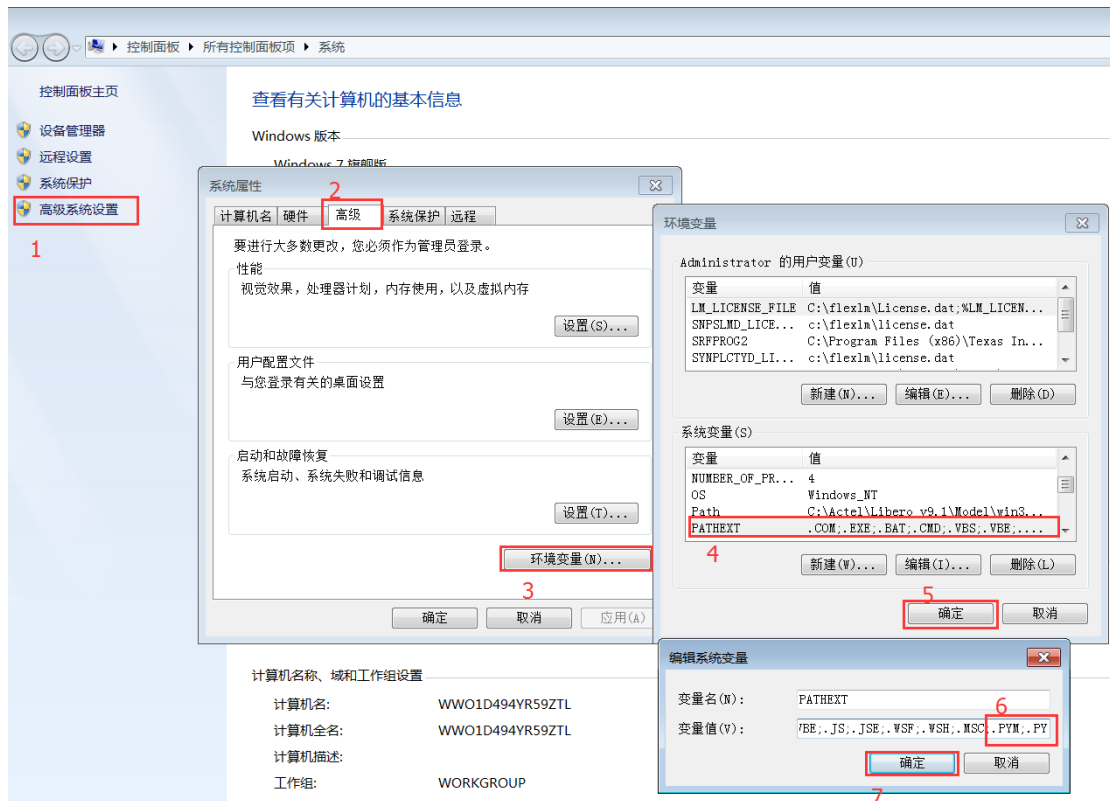 控制面板 ▸ 所有控制面板项 ▸ 系统
控制面板主页
设备管理器
远程设置
系统保护
高级系统设置
1
查看有关计算机的基本信息
Windows 版本
Windows 7 旗舰版
系统属性
2
计算机名 硬件 高级 系统保护 远程
要进行大多数更改，您必须作为管理员登录。
性能
视觉效果，处理器计划，内存使用，以及虚拟内存
设置(S)...
用户配置文件
与您登录有关的桌面设置
设置(E)...
启动和故障恢复
系统启动、系统失败和调试信息
设置(T)...
环境变量(N)...
3
确定 取消 应用(A)
环境变量
Administrator 的用户变量(U)
变量 值
LM_LICENSE_FILE C:\flexlm\License.dat;%LM_LICEN...
SNPSLMD_LICE... c:\flexlm\license.dat
SRFPROG2 C:\Program Files (x86)\Texas In...
SYNPLCTYD_LI... c:\flexlm\license.dat
新建(N)... 编辑(E)... 删除(D)
系统变量(S)
变量 值
NUMBER_OF_PR... 4
OS Windows_NT
Path C:\Actel\Libero_v9.1\Model\win3...
PATHEXT .COM;.EXE;.BAT;.CMD;.VBS;.VBE;....
4
新建(W)... 编辑(I)... 删除(L)
5
确定 取消
编辑系统变量
变量名(N): PATHEXT
6
变量值(V): VBE;.JS;.JSE;.WSF;.WSH;.MSC;.PYM;.PY
确定 取消
7
计算机名称、域和工作组设置
计算机名: WWO1D494YR59ZTL
计算机全名: WWO1D494YR59ZTL
计算机描述:
工作组: WORKGROUP